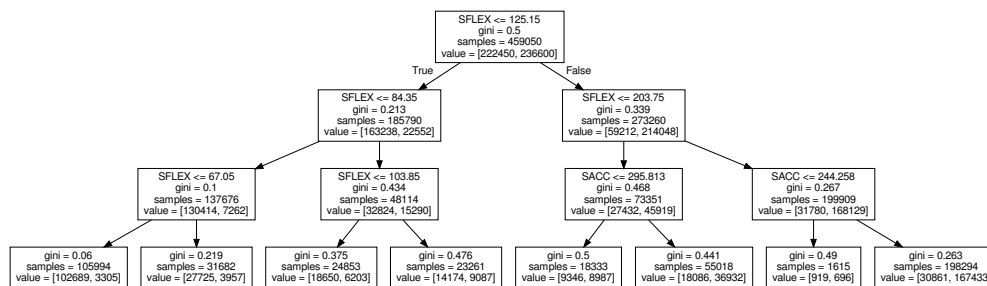 SFLEX <= 125.15
gini = 0.5
samples = 459050
value = [222450, 236600]
True
False
SFLEX <= 84.35
gini = 0.213
samples = 185790
value = [163238, 22552]
SFLEX <= 203.75
gini = 0.339
samples = 273260
value = [59212, 214048]
SFLEX <= 67.05
gini = 0.1
samples = 137676
value = [130414, 7262]
SFLEX <= 103.85
gini = 0.434
samples = 48114
value = [32824, 15290]
SACC <= 295.813
gini = 0.468
samples = 73351
value = [27432, 45919]
SACC <= 244.258
gini = 0.267
samples = 199909
value = [31780, 168129]
gini = 0.06
samples = 105994
value = [102689, 3305]
gini = 0.219
samples = 31682
value = [27725, 3957]
gini = 0.375
samples = 24853
value = [18650, 6203]
gini = 0.476
samples = 23261
value = [14174, 9087]
gini = 0.5
samples = 18333
value = [9346, 8987]
gini = 0.441
samples = 55018
value = [18086, 36932]
gini = 0.49
samples = 1615
value = [919, 696]
gini = 0.263
samples = 198294
value = [30861, 167433]